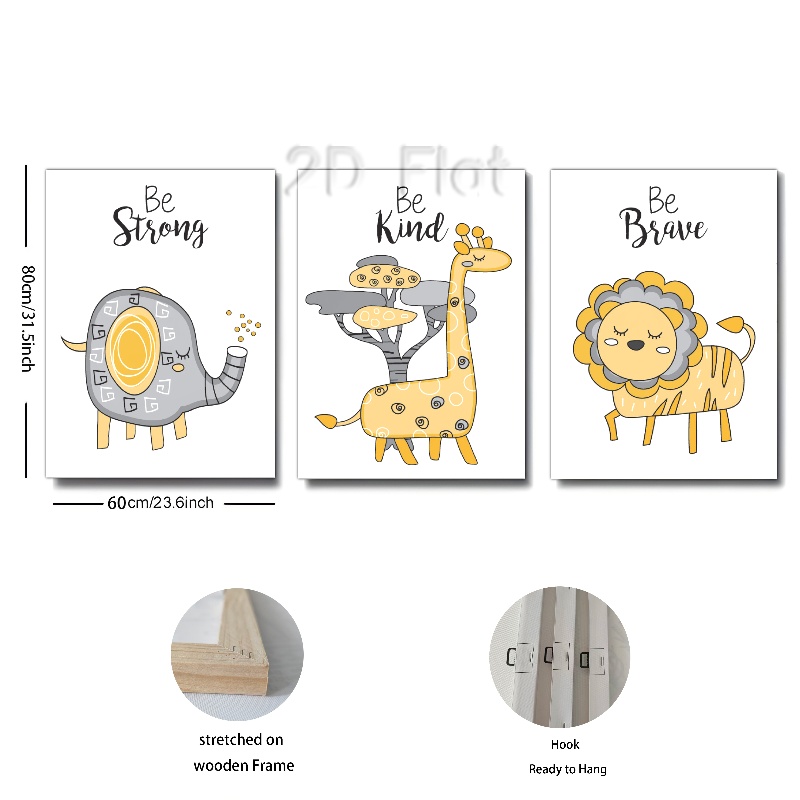 2D Flat
Be
Strong
Be
Kind
Be
Brave
80cm/31.5inch
60cm/23.6inch
stretched on
wooden Frame
Hook
Ready to Hang